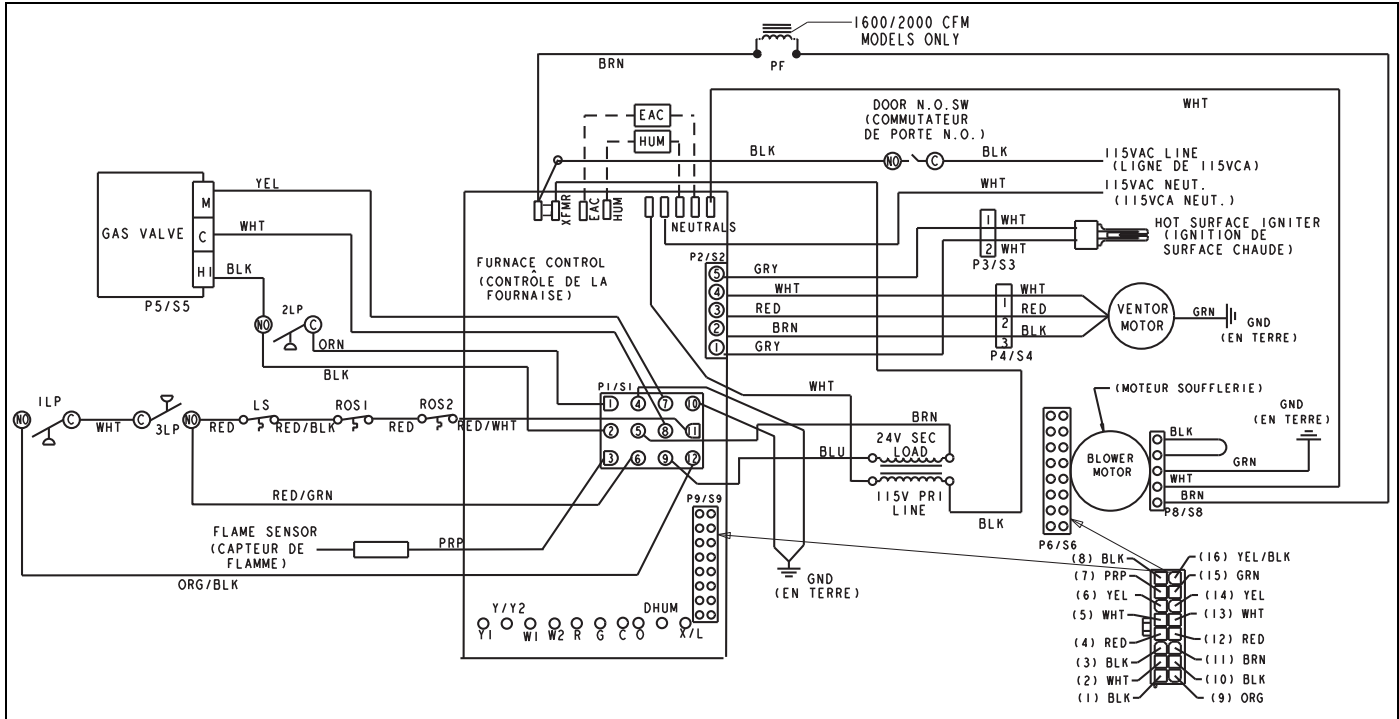 1600/2000 CFM
MODELS ONLY
BRN
PF
EAC
HUM
DOOR N.O.SW
(COMMUTATEUR
DE PORTE N.O.)
WHT
BLK
NO
C
BLK
115VAC LINE
(LIGNE DE 115VCA)
WHT
115VAC NEUT.
(115VCA NEUT.)
GAS VALVE
M
C
HI
P5/S5
YEL
WHT
BLK
XFMR
EAC
HUM
NEUTRALS
FURNACE CONTROL
(CONTRÔLE DE LA
FOURNAISE)
P2/S2
5
4
3
2
1
GRY
WHT
RED
BRN
GRY
1
2
WHT
WHT
P3/S3
HOT SURFACE IGNITER
(IGNITION DE
SURFACE CHAUDE)
WHT
1
RED
2
BLK
3
P4/S4
VENTOR
MOTOR
GRN
GND
(EN TERRE)
2LP
NO
C
ORN
BLK
1LP
NO
C
WHT
C
3LP
NO
RED
LS
RED/BLK
ROS1
RED
ROS2
RED/WHT
P1/S1
1
4
7
10
2
5
8
11
3
6
9
12
WHT
BRN
24V SEC
LOAD
BLU
115V PRI
LINE
BLK
(MOTEUR SOUFFLERIE)
BLOWER
MOTOR
GND
(EN TERRE)
BLK
GRN
WHT
BRN
P8/S8
P6/S6
RED/GRN
FLAME SENSOR
(CAPTEUR DE
FLAMME)
PRP
ORG/BLK
P9/S9
GND
(EN TERRE)
Y1
Y/Y2
W1
W2
R
G
C
O
DHUM
X/L
(8) BLK
(7) PRP
(6) YEL
(5) WHT
(4) RED
(3) BLK
(2) WHT
(1) BLK
(16) YEL/BLK
(15) GRN
(14) YEL
(13) WHT
(12) RED
(11) BRN
(10) BLK
(9) ORG